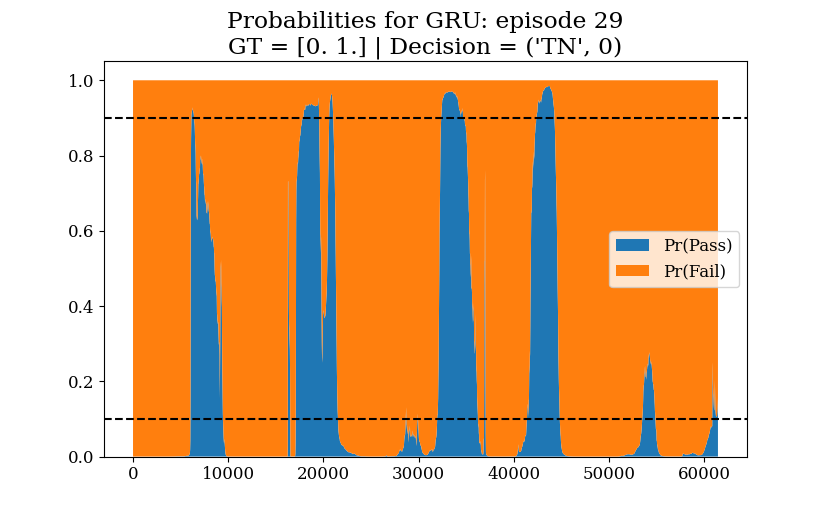 Probabilities for GRU: episode 29
GT = [0. 1.] | Decision = ('TN', 0)
1.0
0.8
0.6
0.4
0.2
0.0
Pr(Pass)
Pr(Fail)
0 10000 20000 30000 40000 50000 60000